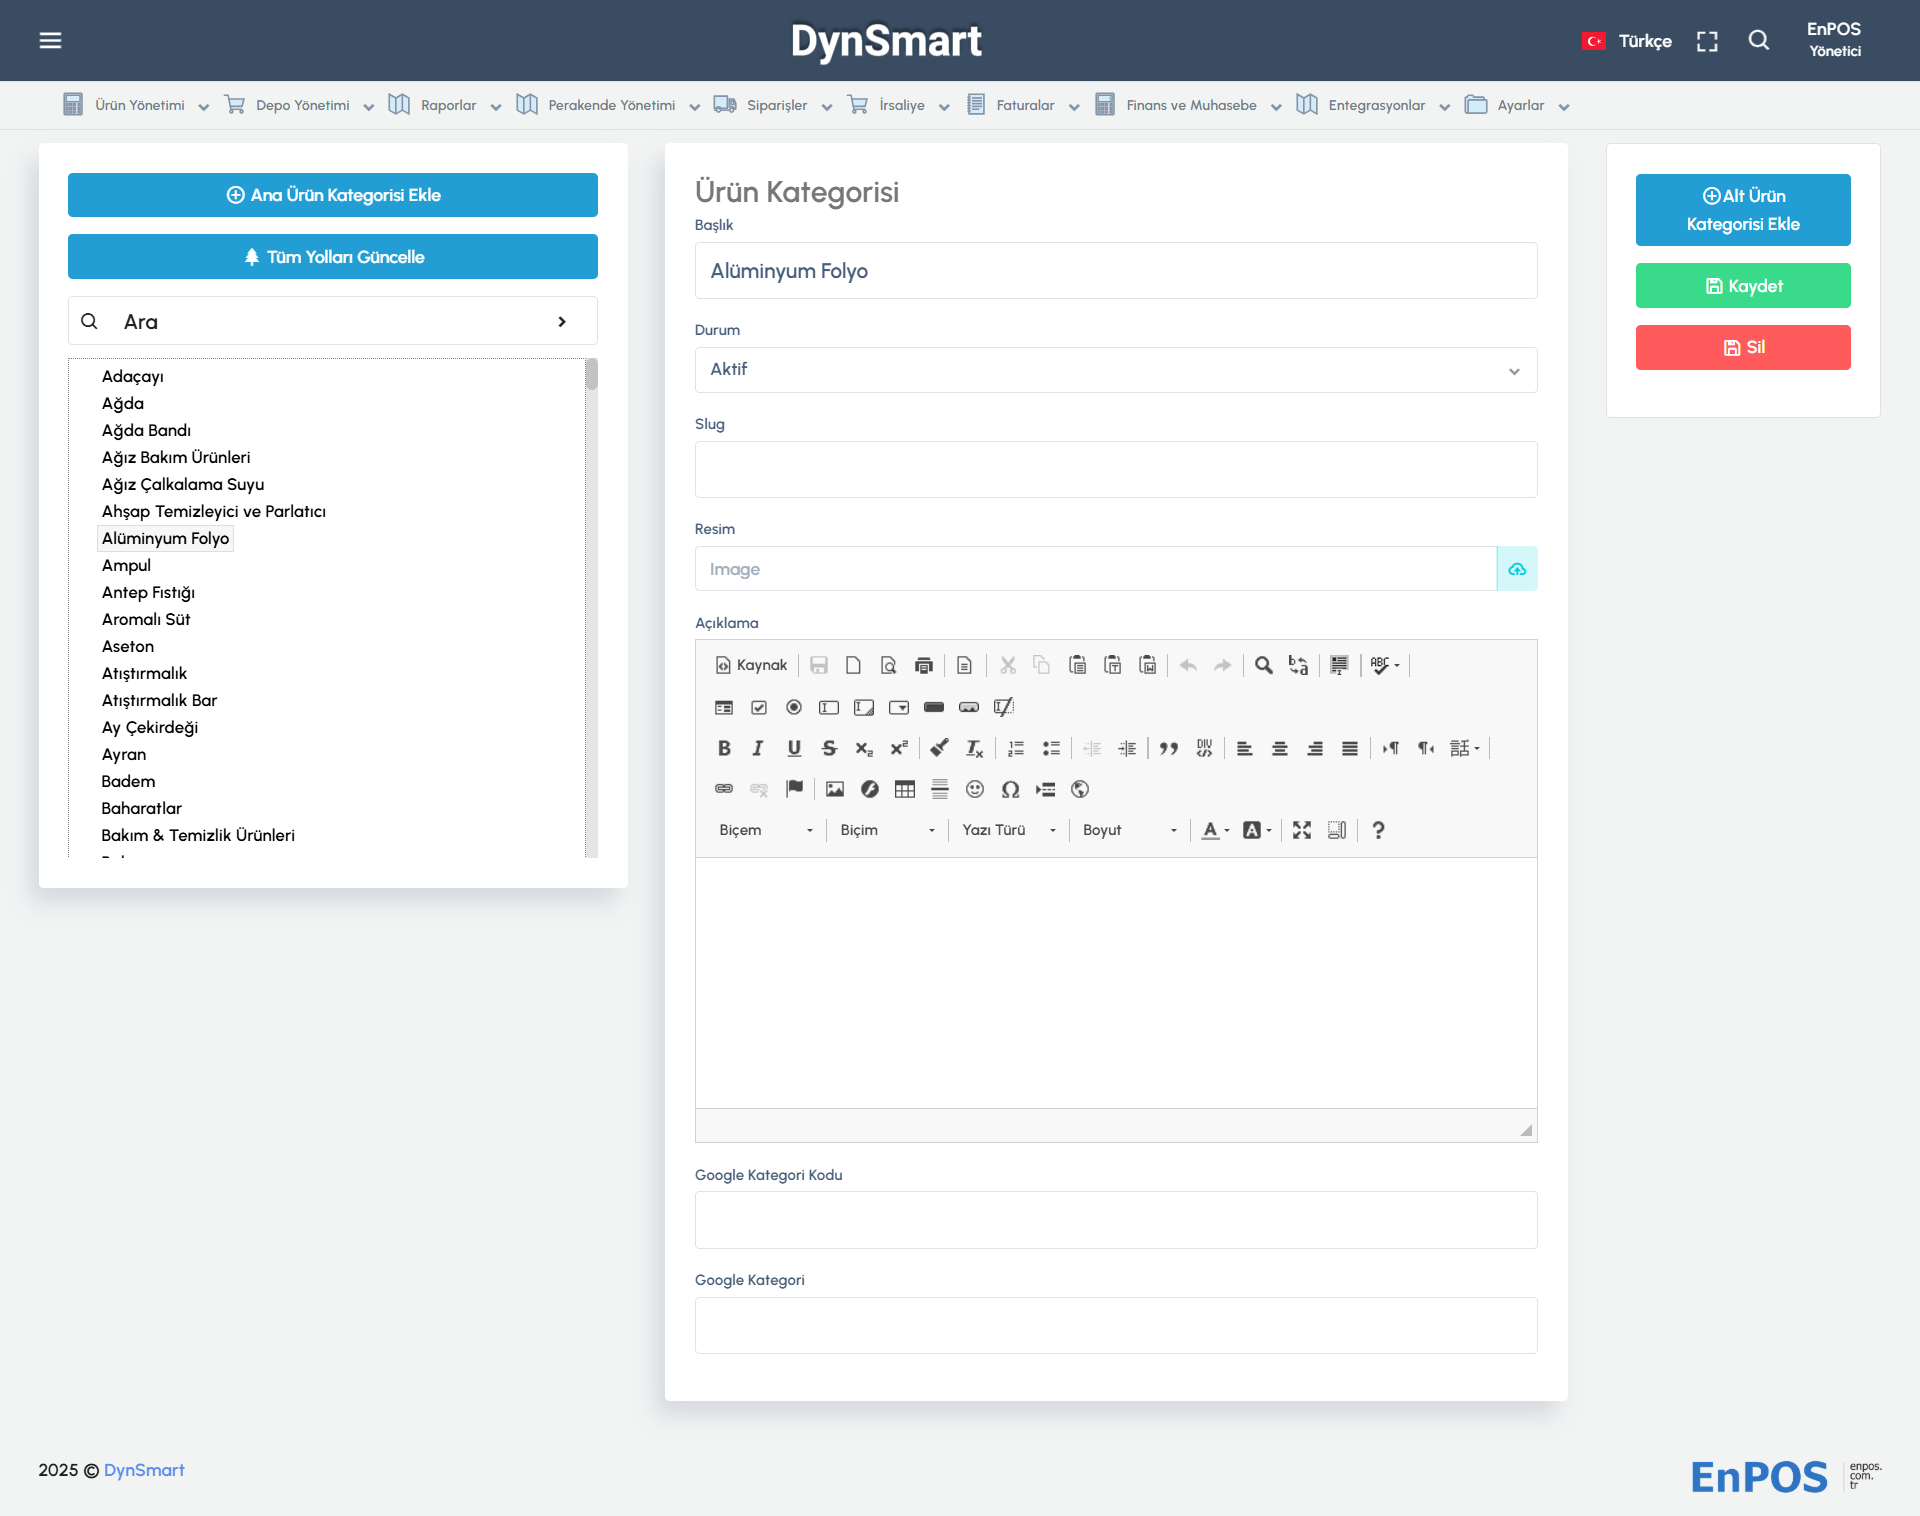 DynSmart
Türkçe
EnPOS
Yönetici
Ürün Yönetimi
Depo Yönetimi
Raporlar
Perakende Yönetimi
Siparişler
İrsaliye
Faturalar
Finans ve Muhasebe
Entegrasyonlar
Ayarlar
Ana Ürün Kategorisi Ekle
Tüm Yolları Güncelle
Ara
Adaçayı
Ağda
Ağda Bandı
Ağız Bakım Ürünleri
Ağız Çalkalama Suyu
Ahşap Temizleyici ve Parlatıcı
Alüminyum Folyo
Ampul
Antep Fıstığı
Aromalı Süt
Aseton
Atıştırmalık
Atıştırmalık Bar
Ay Çekirdeği
Ayran
Badem
Baharatlar
Bakım & Temizlik Ürünleri
Ürün Kategorisi
Başlık
Alüminyum Folyo
Durum
Aktif
Slug
Resim
Image
Açıklama
Kaynak
Biçem
Biçim
Yazı Türü
Boyut
Google Kategori Kodu
Google Kategori
Alt Ürün
Kategorisi Ekle
Kaydet
Sil
2025 © DynSmart
EnPOS
enpos.
com.
tr